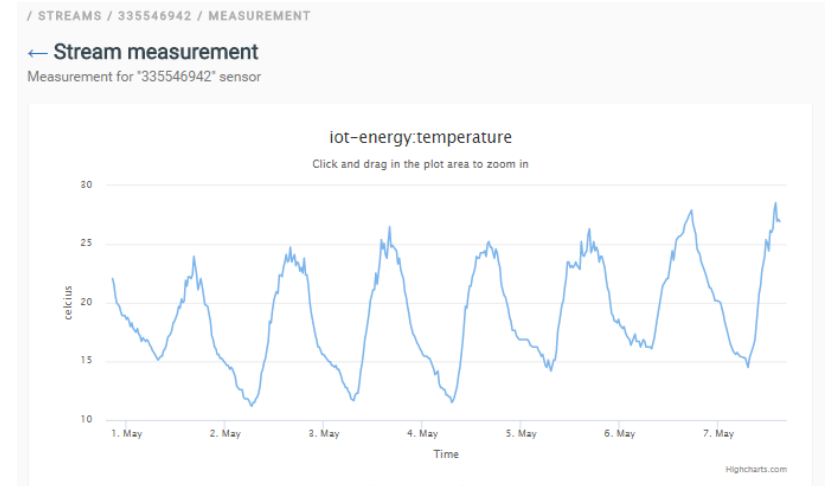 / STREAMS / 335546942 / MEASUREMENT
← Stream measurement
Measurement for "335546942" sensor
iot-energy:temperature
Click and drag in the plot area to zoom in
30
25
20
15
10
celcius
1. May 2. May 3. May 4. May 5. May 6. May 7. May
Time
Highcharts.com